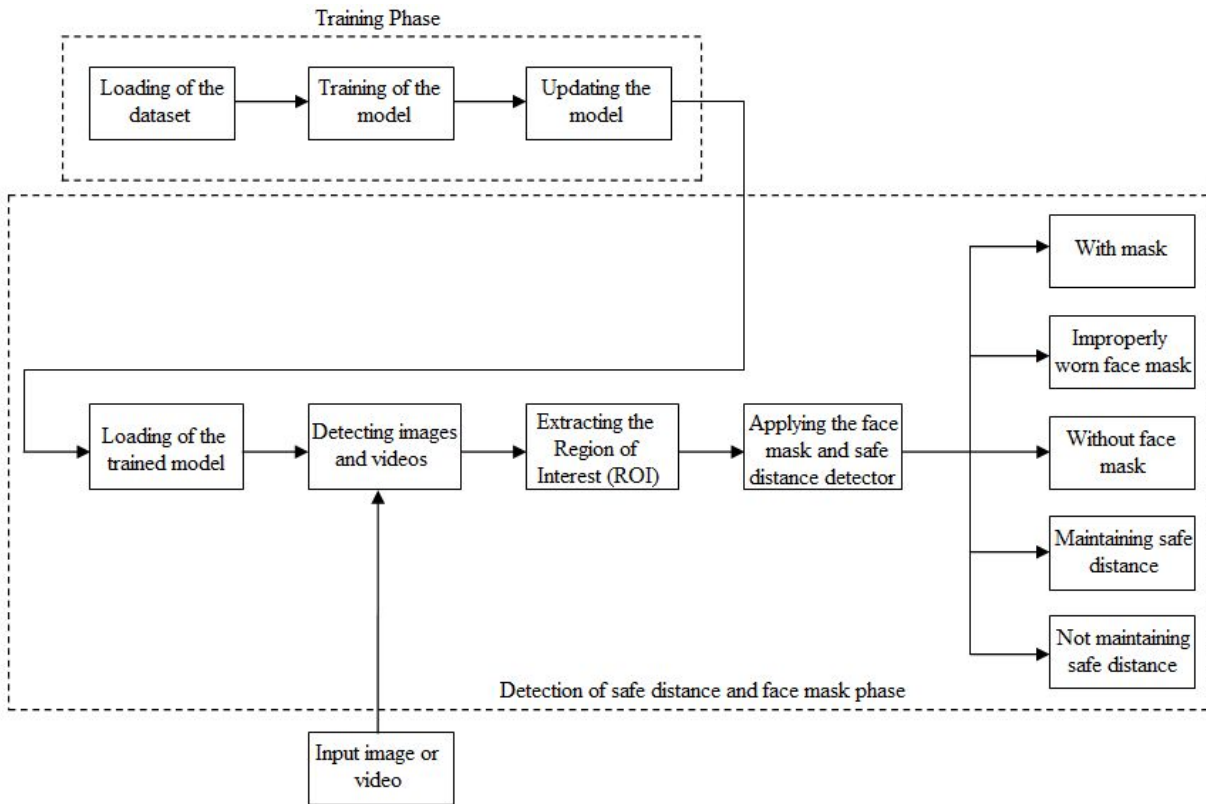 Training Phase
Loading of the
dataset
Training of the
model
Updating the
model
With mask
Improperly
worn face mask
Without face
mask
Maintaining safe
distance
Not maintaining
safe distance
Loading of the
trained model
Detecting images
and videos
Extracting the
Region of
Interest (ROI)
Applying the face
mask and safe
distance detector
Detection of safe distance and face mask phase
Input image or
video